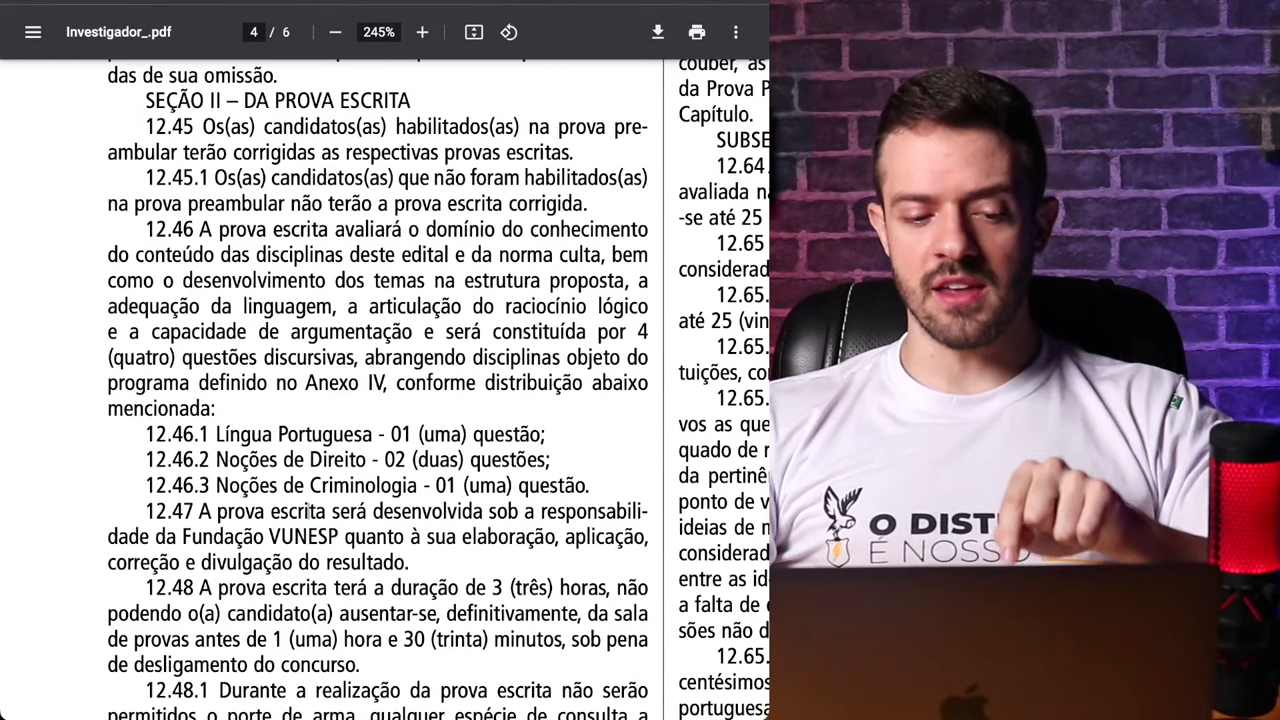 Investigador_.pdf
4 / 6
245%
das de sua omissão.
SEÇÃO II – DA PROVA ESCRITA
12.45 Os(as) candidatos(as) habilitados(as) na prova pre-
ambular terão corrigidas as respectivas provas escritas.
12.45.1 Os(as) candidatos(as) que não foram habilitados(as)
na prova preambular não terão a prova escrita corrigida.
12.46 A prova escrita avaliará o domínio do conhecimento
do conteúdo das disciplinas deste edital e da norma culta, bem
como o desenvolvimento dos temas na estrutura proposta, a
adequação da linguagem, a articulação do raciocínio lógico
e a capacidade de argumentação e será constituída por 4
(quatro) questões discursivas, abrangendo disciplinas objeto do
programa definido no Anexo IV, conforme distribuição abaixo
mencionada:
12.46.1 Língua Portuguesa - 01 (uma) questão;
12.46.2 Noções de Direito - 02 (duas) questões;
12.46.3 Noções de Criminologia - 01 (uma) questão.
12.47 A prova escrita será desenvolvida sob a responsabili-
dade da Fundação VUNESP quanto à sua elaboração, aplicação,
correção e divulgação do resultado.
12.48 A prova escrita terá a duração de 3 (três) horas, não
podendo o(a) candidato(a) ausentar-se, definitivamente, da sala
de provas antes de 1 (uma) hora e 30 (trinta) minutos, sob pena
de desligamento do concurso.
12.48.1 Durante a realização da prova escrita não serão
permitidos o porte de arma, qualquer espécie de consulta a
couber, as
da Prova P
Capítulo.
SUBSE
12.64
avaliada na
-se até 25
12.65
considerad
12.65.
até 25 (vin
12.65.
tuições, co
12.65.
vos as que
quado de
da pertinê
ponto de v
ideias de
considerad
entre as id
a falta de
sões não d
12.65.
centésimos
portuguesa
O DIST
É NOSSO